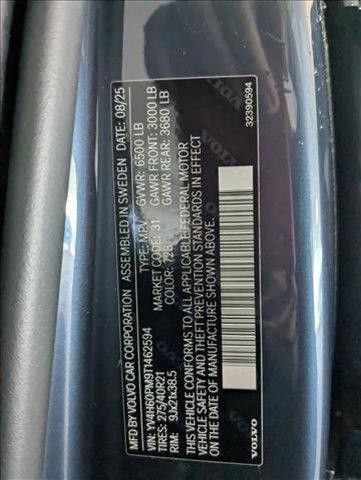 MFD BY VOLVO CAR CORPORATION ASSEMBLED IN SWEDEN DATE: 08/25
TYPE: MPV GVWR: 6500 LB
MARKET CODE: 31 GAWR FRONT: 3000 LB
COLOR: GAWR REAR: 3680 LB
VIN: YV4H60PM9T1462594
TIRES: 275/40R21
RIM: 9Jx21x38.5
THIS VEHICLE CONFORMS TO ALL APPLICABLE FEDERAL MOTOR
VEHICLE SAFETY AND THEFT PREVENTION STANDARDS IN EFFECT
ON THE DATE OF MANUFACTURE SHOWN ABOVE.
VOLVO
32390594